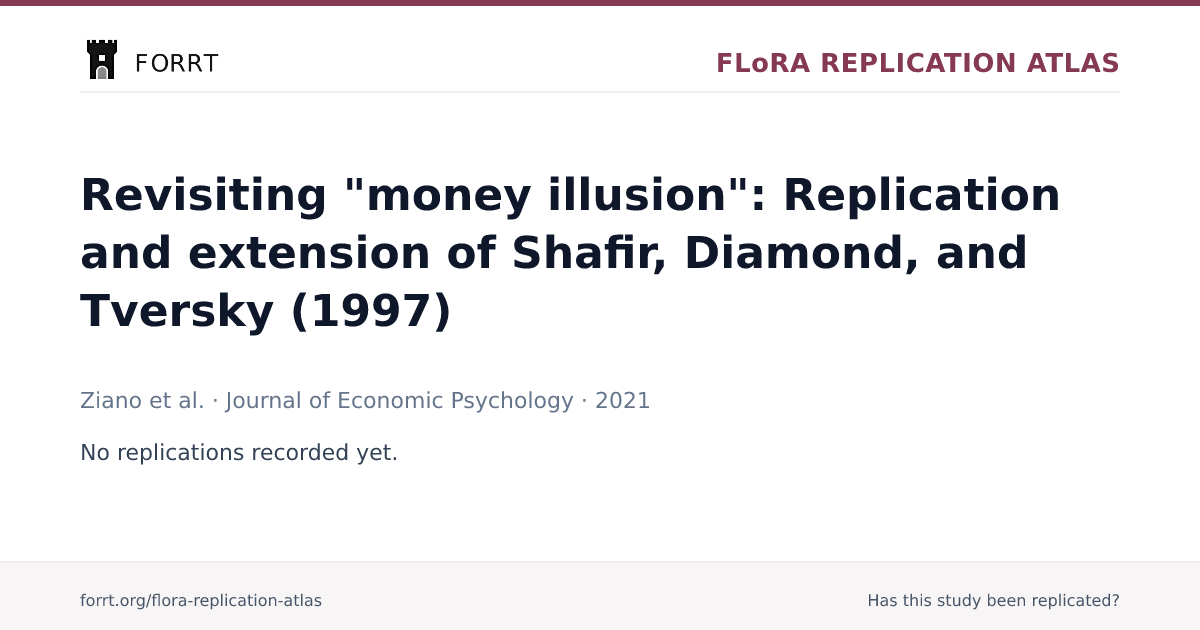 FORRT
FLoRA REPLICATION ATLAS
Revisiting "money illusion": Replication
and extension of Shafir, Diamond, and
Tversky (1997)
Ziano et al. · Journal of Economic Psychology · 2021
No replications recorded yet.
forrt.org/flora-replication-atlas
Has this study been replicated?